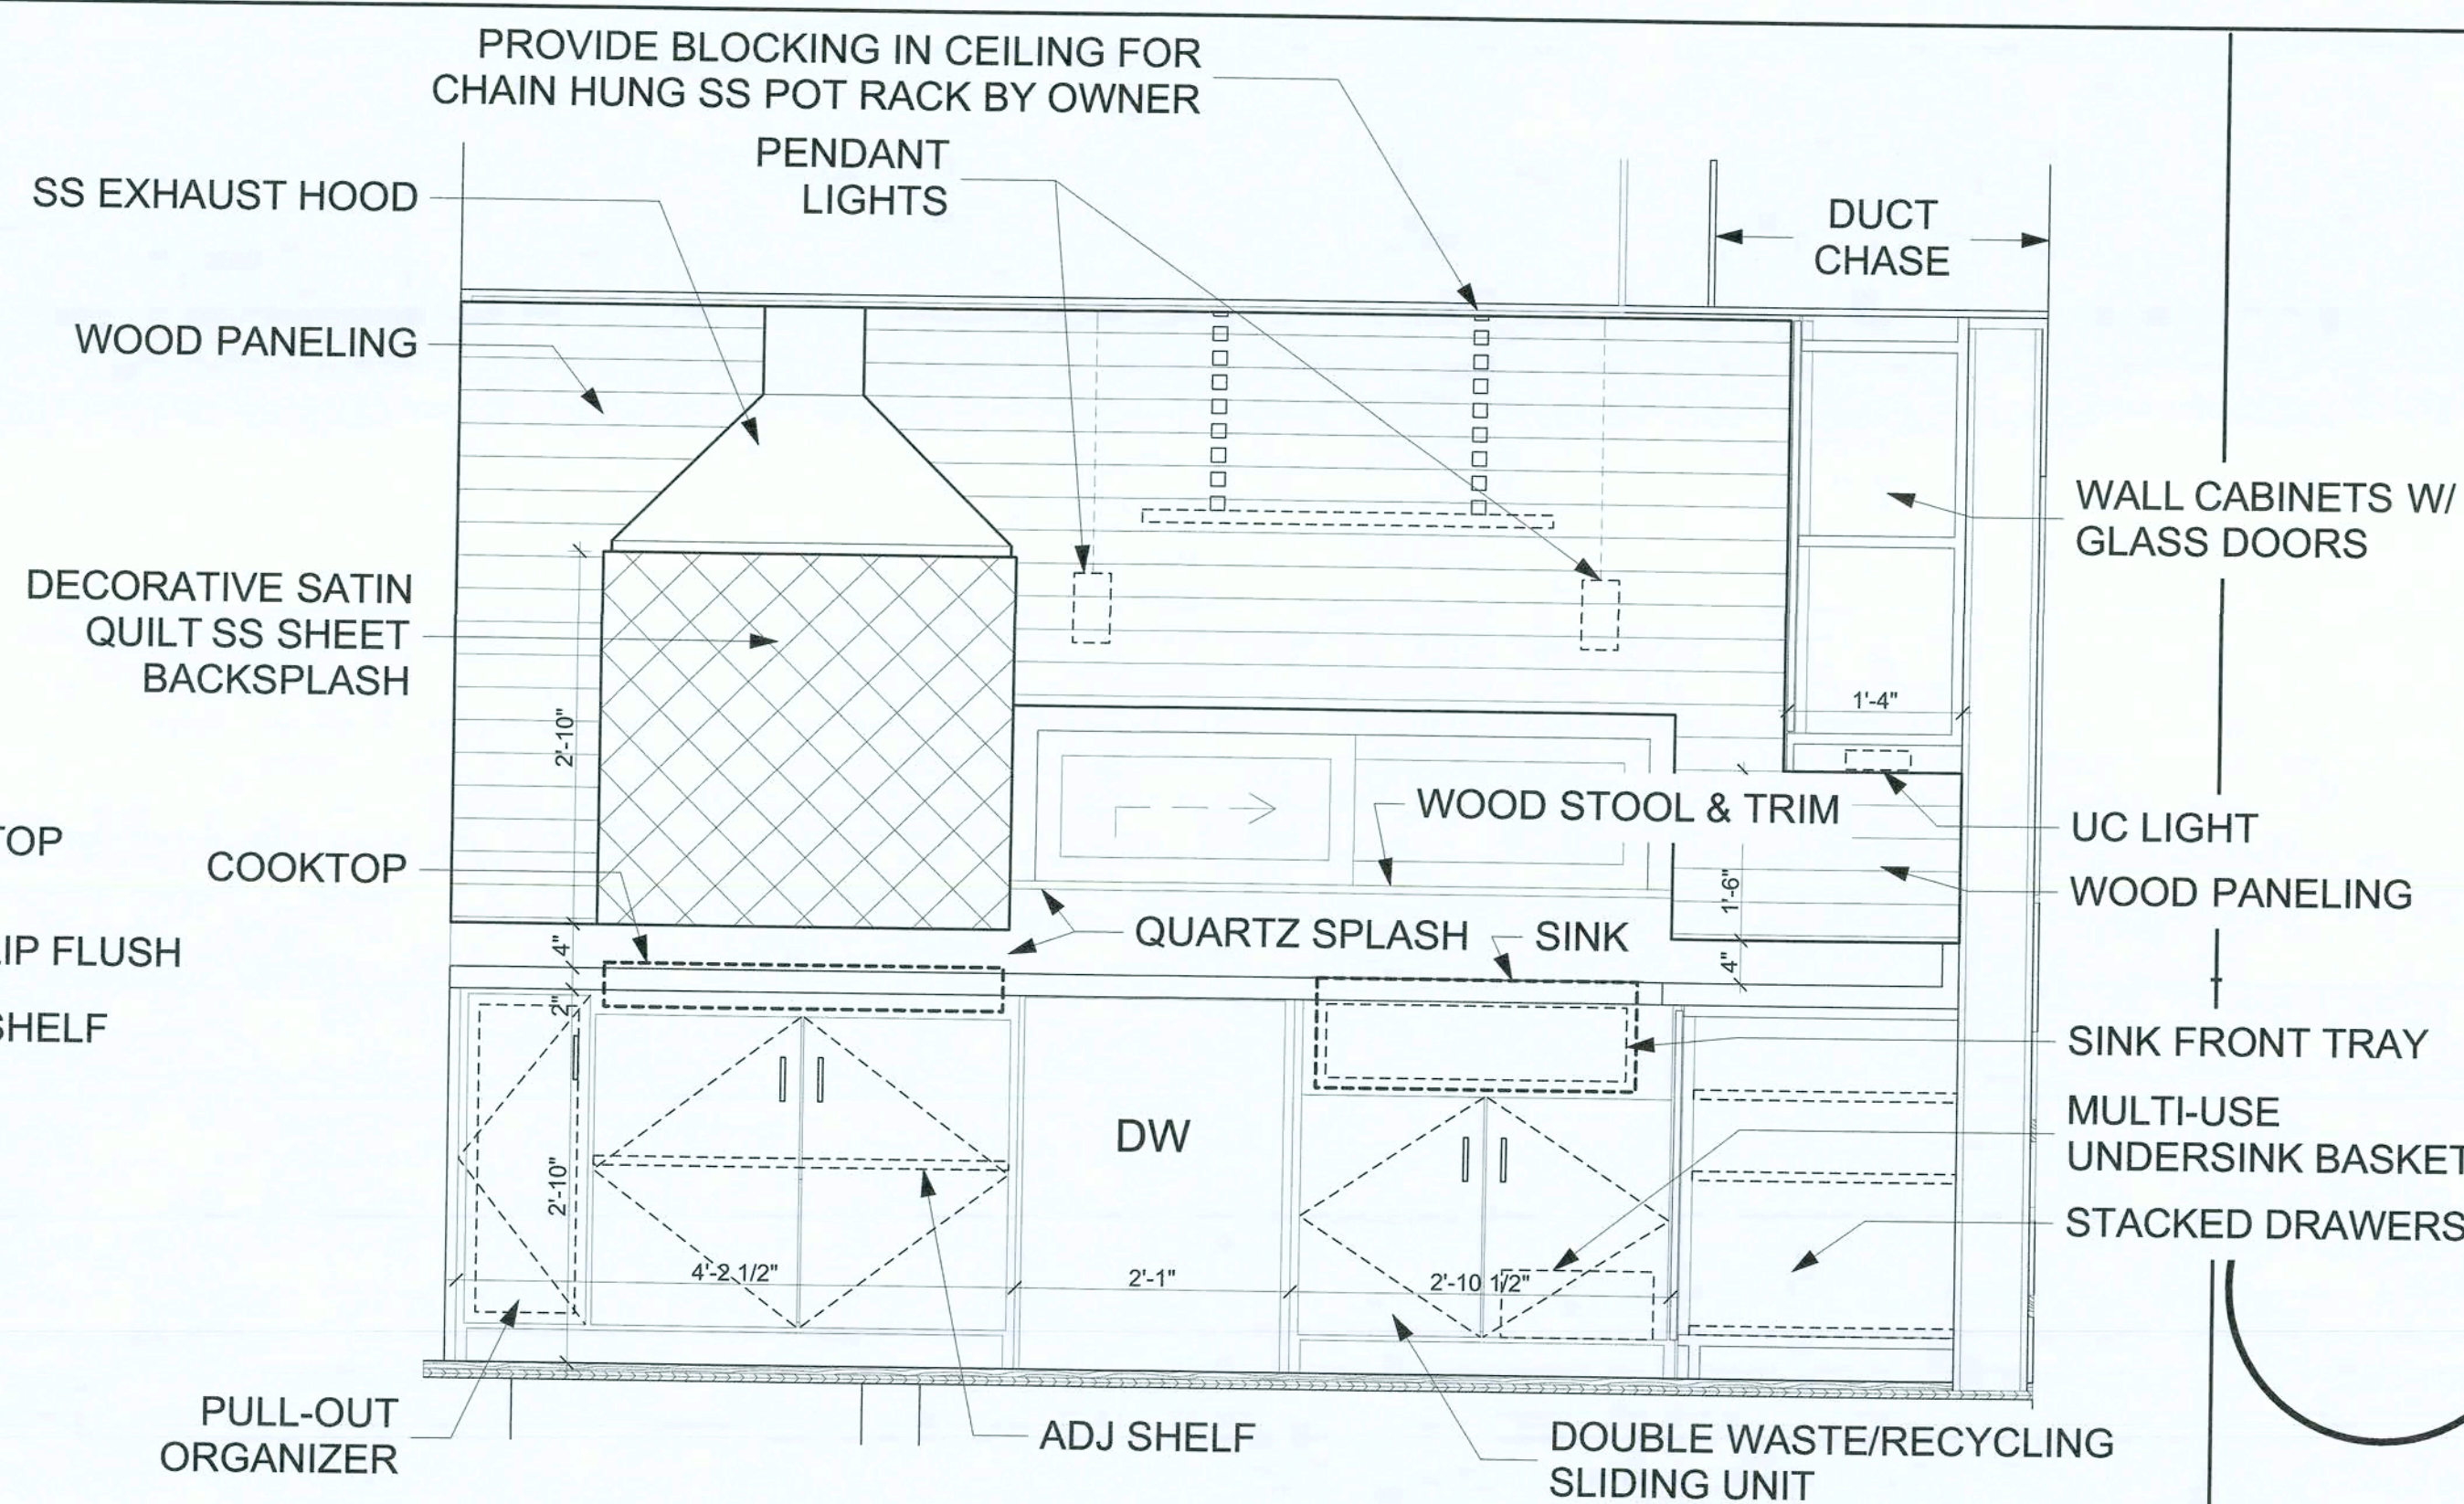 PROVIDE BLOCKING IN CEILING FOR
CHAIN HUNG SS POT RACK BY OWNER
PENDANT
LIGHTS
SS EXHAUST HOOD
DUCT
CHASE
WOOD PANELING
WALL CABINETS W/
GLASS DOORS
DECORATIVE SATIN
QUILT SS SHEET
BACKSPLASH
2'-10"
1'-4"
WOOD STOOL & TRIM
UC LIGHT
TOP
COOKTOP
1'-6"
WOOD PANELING
QUARTZ SPLASH
SINK
LIP FLUSH
4"
4"
2"
SHELF
SINK FRONT TRAY
MULTI-USE
UNDERSINK BASKET
DW
2'-10"
STACKED DRAWERS
4'-2 1/2"
2'-1"
2'-10 1/2"
PULL-OUT
ORGANIZER
ADJ SHELF
DOUBLE WASTE/RECYCLING
SLIDING UNIT